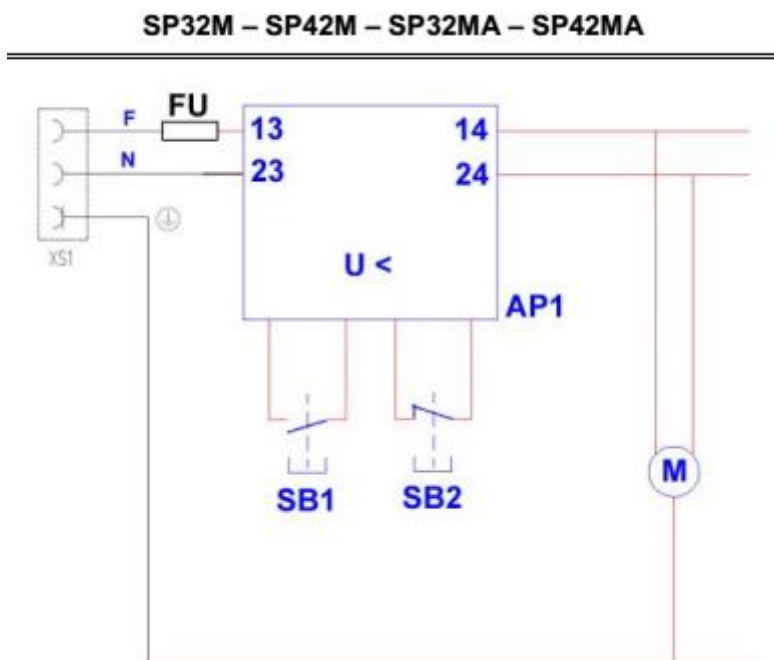 SP32M – SP42M – SP32MA – SP42MA
F FU 13 14
N 23 24
XS1
U <
AP1
SB1 SB2 M